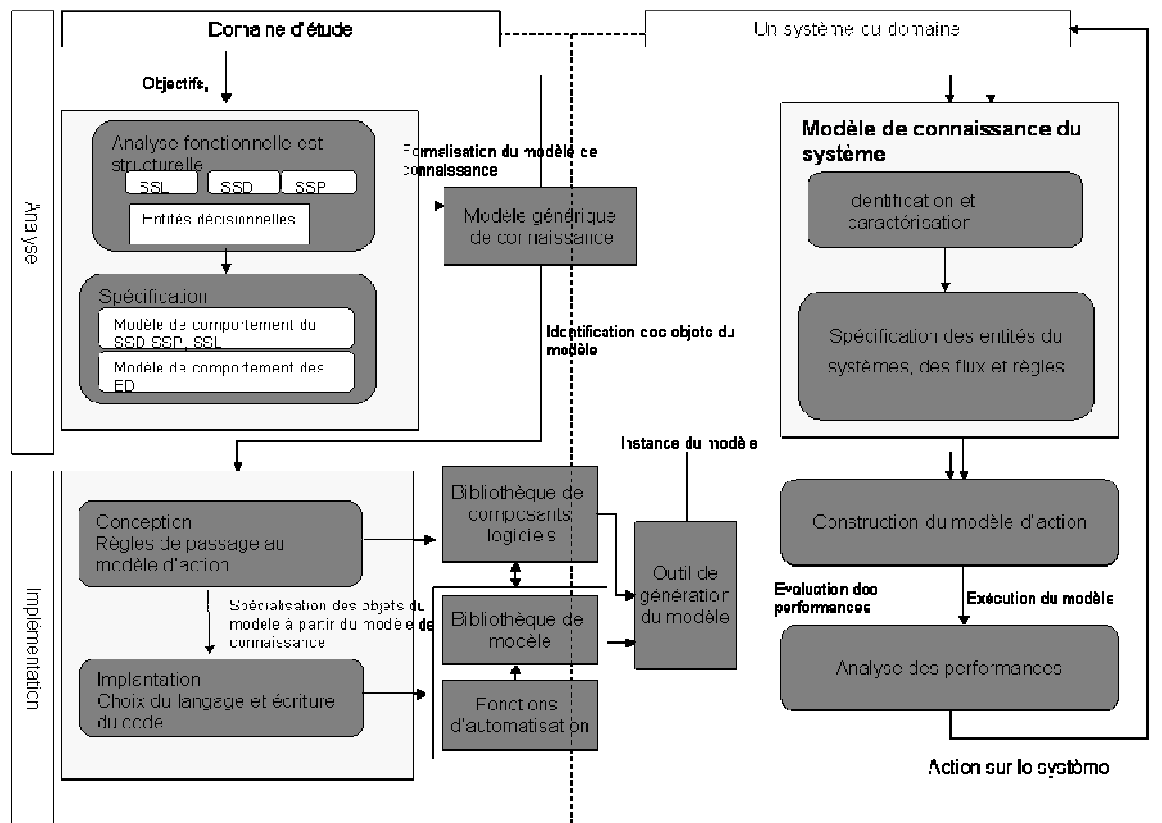 Domaine d'étude
Un système du domaine
Objectifs,
Analyse
Analyse fonctionnelle est
structurelle
SSL
SSD
SSP
Entités décisionnelles
Formalisation du modèle de
connaissance
Modèle générique
de connaissance
Spécification
Modèle de comportement du
SSD SSP, SSL
Modèle de comportement des
ED
Identification des objets du
modèle
Modèle de connaissance du
système
Identification et
caractérisation
Spécification des entités du
systèmes, des flux et règles
Implémentation
Conception
Règles de passage au
modèle d'action
Spécialisation des objets du
modèle à partir du modèle de
connaissance
Implantation
Choix du langage et écriture
du code
Bibliothèque de
composants
logiciels
Bibliothèque de
modèle
Fonctions
d'automatisation
Instance du modèle
Outil de
génération
du modèle
Construction du modèle d'action
Evaluation des
performances
Exécution du modèle
Analyse des performances
Action sur le système